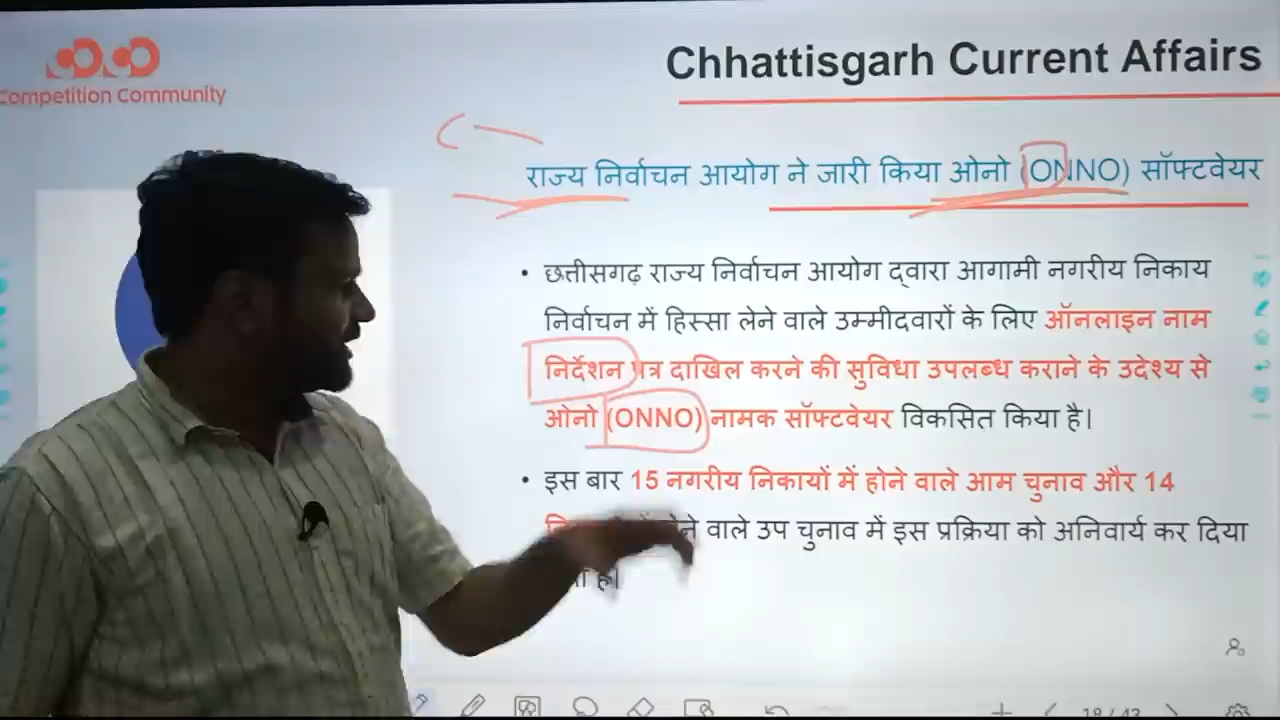 Competition Community
Chhattisgarh Current Affairs
राज्य निर्वाचन आयोग ने जारी किया ओनो (ONNO) सॉफ्टवेयर
• छत्तीसगढ़ राज्य निर्वाचन आयोग द्वारा आगामी नगरीय निकाय
निर्वाचन में हिस्सा लेने वाले उम्मीदवारों के लिए ऑनलाइन नाम
निर्देशन पत्र दाखिल करने की सुविधा उपलब्ध कराने के उदेश्य से
ओनो (ONNO) नामक सॉफ्टवेयर विकसित किया है।
• इस बार 15 नगरीय निकायों में होने वाले आम चुनाव और 14
वाले उप चुनाव में इस प्रक्रिया को अनिवार्य कर दिया
है।
18 / 43